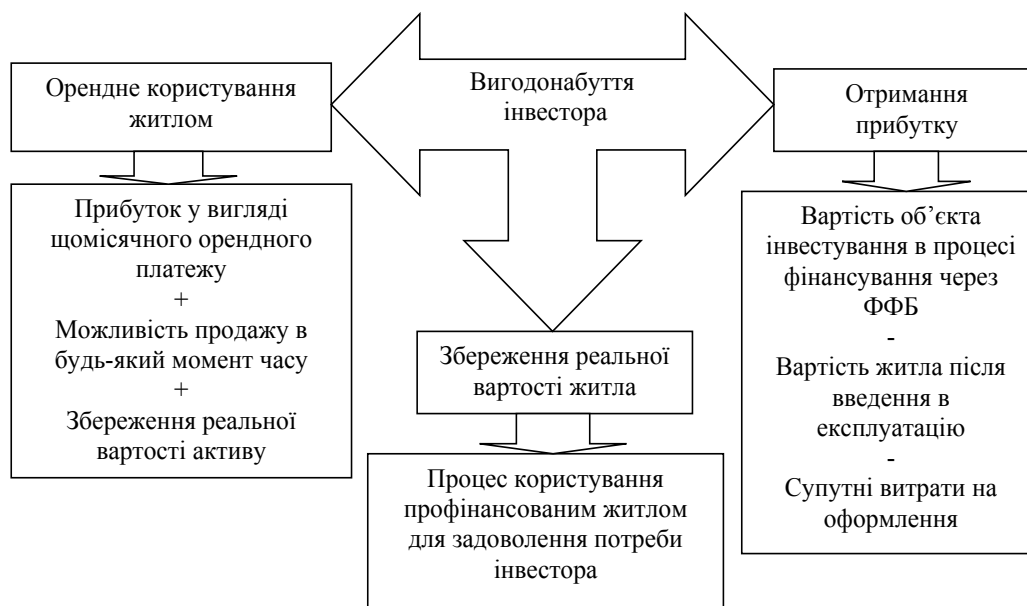 Вигодонабуття
інвестора
Орендне користування
житлом
Прибуток у вигляді
щомісячного орендного
платежу
+
Можливість продажу в
будь-який момент часу
+
Збереження реальної
вартості активу
Збереження реальної
вартості житла
Процес користування
профінансованим житлом
для задоволення потреби
інвестора
Отримання
прибутку
Вартість об’єкта
інвестування в процесі
фінансування через
ФФБ
-
Вартість житла після
введення в
експлуатацію
-
Супутні витрати на
оформлення